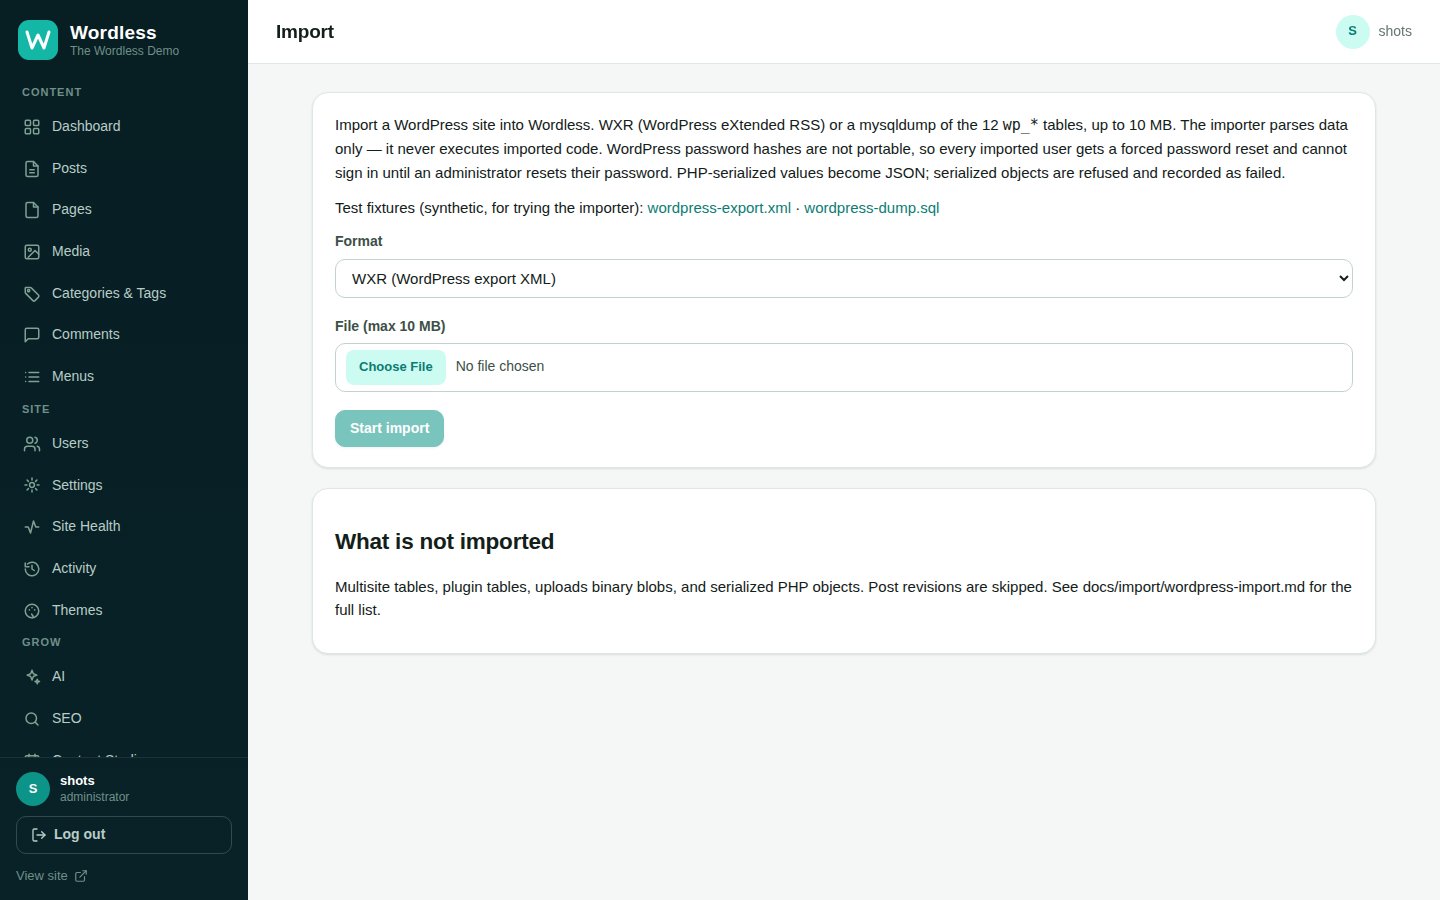 Wordless
The Wordless Demo
CONTENT
Dashboard
Posts
Pages
Media
Categories & Tags
Comments
Menus
SITE
Users
Settings
Site Health
Activity
Themes
GROW
AI
SEO
S
shots
administrator
Log out
View site
Import
S
shots
Import a WordPress site into Wordless. WXR (WordPress eXtended RSS) or a mysqldump of the 12 wp_* tables, up to 10 MB. The importer parses data
only — it never executes imported code. WordPress password hashes are not portable, so every imported user gets a forced password reset and cannot
sign in until an administrator resets their password. PHP-serialized values become JSON; serialized objects are refused and recorded as failed.
Test fixtures (synthetic, for trying the importer): wordpress-export.xml · wordpress-dump.sql
Format
WXR (WordPress export XML)
File (max 10 MB)
Choose File No file chosen
Start import
What is not imported
Multisite tables, plugin tables, uploads binary blobs, and serialized PHP objects. Post revisions are skipped. See docs/import/wordpress-import.md for the
full list.